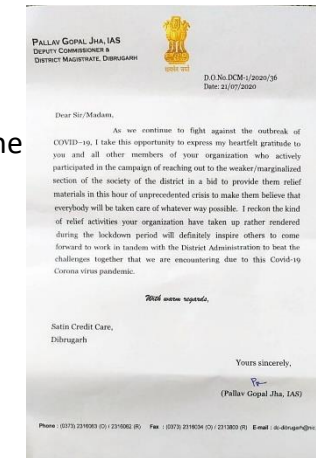 PALLAV GOPAL JHA, IAS
DEPUTY COMMISSIONER &
DISTRICT MAGISTRATE, DIBRUGARH
सत्यमेव जयते
D.O.No.DCM-1/2020/36
Date: 21/07/2020
Dear Sir/Madam,
As we continue to fight against the outbreak of
COVID-19, I take this opportunity to express my heartfelt gratitude to
you and all other members of your organization who actively
participated in the campaign of reaching out to the weaker/marginalized
section of the society of the district in a bid to provide them relief
materials in this hour of unprecedented crisis to make them believe that
everybody will be taken care of whatever way possible. I reckon the kind
of relief activities your organization have taken up rather rendered
during the lockdown period will definitely inspire others to come
forward to work in tandem with the District Administration to beat the
challenges together that we are encountering due to this Covid-19
Corona virus pandemic.
With warm regards,
Satin Credit Care,
Dibrugarh
Yours sincerely,
(Pallav Gopal Jha, IAS)
Phone : (0373) 2316063 (O) / 2316062 (R) Fax : (0373) 2316034 (O) / 2313800 (R) E-mail : dc-dibrugarh@nic
ne